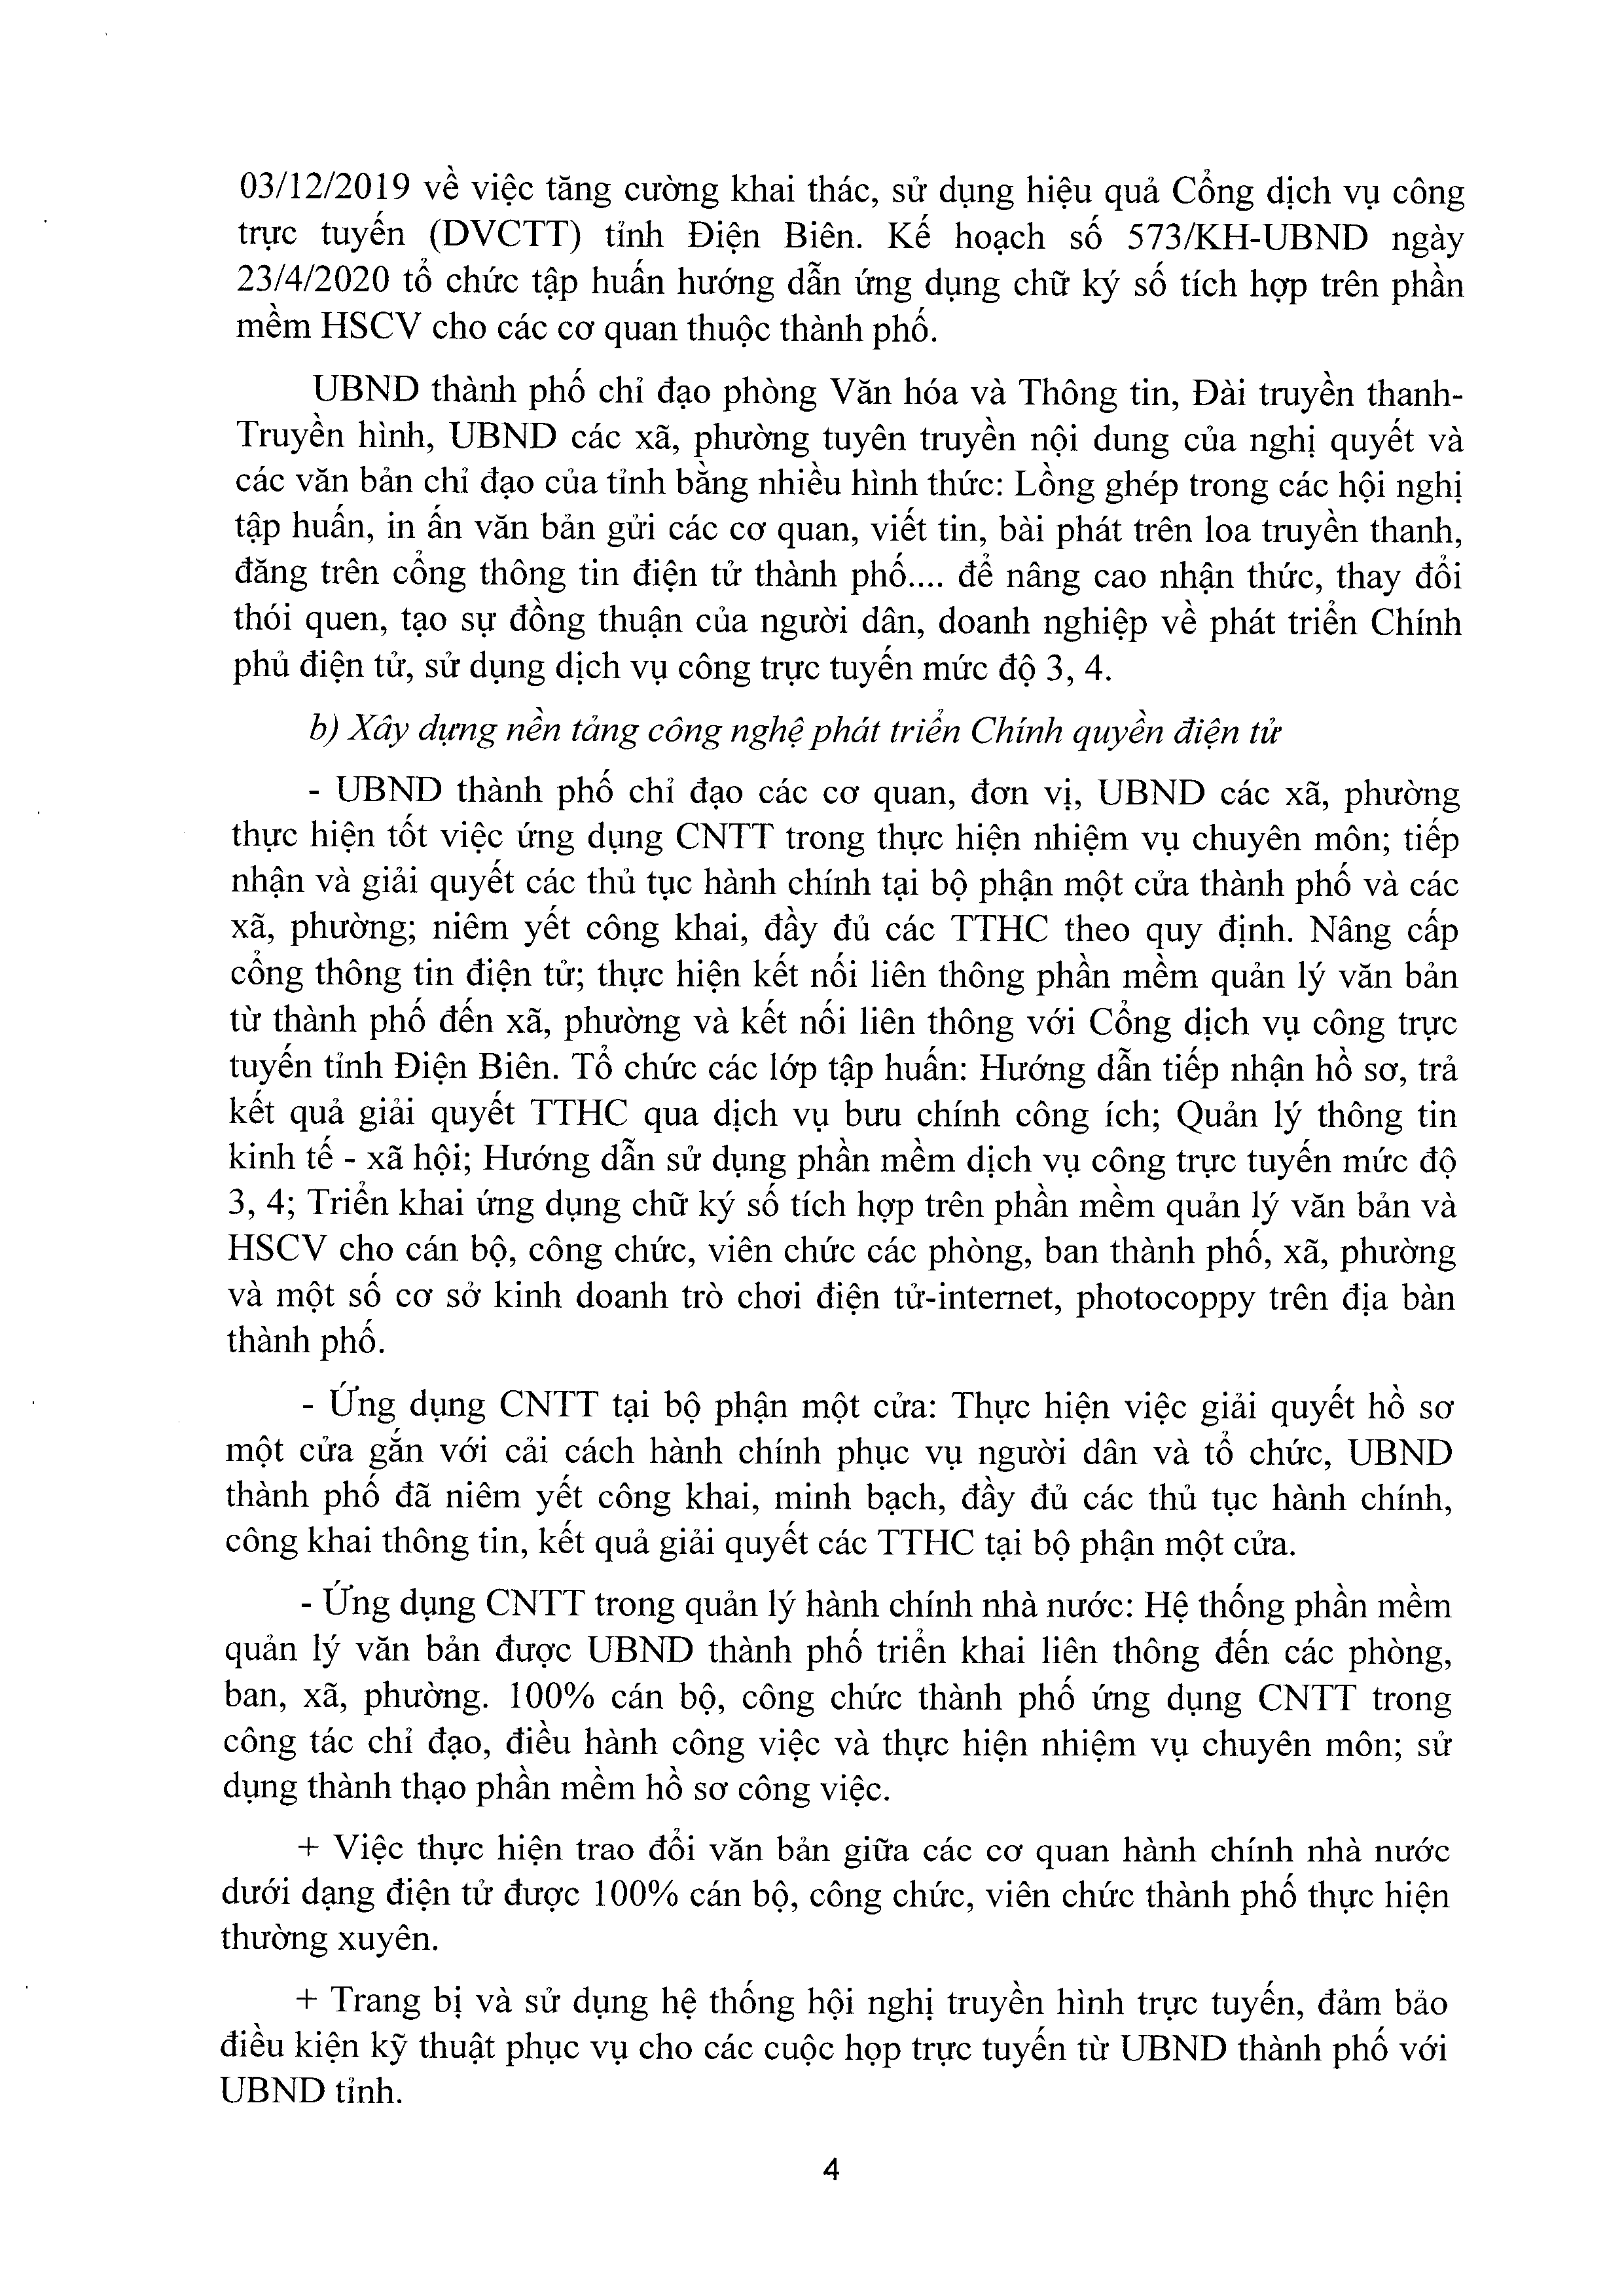 03/12/2019 về việc tăng cường khai thác, sử dụng hiệu quả Cổng dịch vụ công
trực tuyến (DVCTT) tỉnh Điện Biên. Kế hoạch số 573/KH-UBND ngày
23/4/2020 tổ chức tập huấn hướng dẫn ứng dụng chữ ký số tích hợp trên phần
mềm HSCV cho các cơ quan thuộc thành phố.
UBND thành phố chỉ đạo phòng Văn hóa và Thông tin, Đài truyền thanh-
Truyền hình, UBND các xã, phường tuyên truyền nội dung của nghị quyết và
các văn bản chỉ đạo của tỉnh bằng nhiều hình thức: Lồng ghép trong các hội nghị
tập huấn, in ấn văn bản gửi các cơ quan, viết tin, bài phát trên loa truyền thanh,
đăng trên cổng thông tin điện tử thành phố.... để nâng cao nhận thức, thay đổi
thói quen, tạo sự đồng thuận của người dân, doanh nghiệp về phát triển Chính
phủ điện tử, sử dụng dịch vụ công trực tuyến mức độ 3, 4.
b) Xây dựng nền tảng công nghệ phát triển Chính quyền điện tử
- UBND thành phố chỉ đạo các cơ quan, đơn vị, UBND các xã, phường
thực hiện tốt việc ứng dụng CNTT trong thực hiện nhiệm vụ chuyên môn; tiếp
nhận và giải quyết các thủ tục hành chính tại bộ phận một cửa thành phố và các
xã, phường; niêm yết công khai, đầy đủ các TTHC theo quy định. Nâng cấp
cổng thông tin điện tử; thực hiện kết nối liên thông phần mềm quản lý văn bản
từ thành phố đến xã, phường và kết nối liên thông với Cổng dịch vụ công trực
tuyến tỉnh Điện Biên. Tổ chức các lớp tập huấn: Hướng dẫn tiếp nhận hồ sơ, trả
kết quả giải quyết TTHC qua dịch vụ bưu chính công ích; Quản lý thông tin
kinh tế - xã hội; Hướng dẫn sử dụng phần mềm dịch vụ công trực tuyến mức độ
3, 4; Triển khai ứng dụng chữ ký số tích hợp trên phần mềm quản lý văn bản và
HSCV cho cán bộ, công chức, viên chức các phòng, ban thành phố, xã, phường
và một số cơ sở kinh doanh trò chơi điện tử-internet, photocoppy trên địa bàn
thành phố.
- Ứng dụng CNTT tại bộ phận một cửa: Thực hiện việc giải quyết hồ sơ
một cửa gắn với cải cách hành chính phục vụ người dân và tổ chức, UBND
thành phố đã niêm yết công khai, minh bạch, đầy đủ các thủ tục hành chính,
công khai thông tin, kết quả giải quyết các TTHC tại bộ phận một cửa.
- Ứng dụng CNTT trong quản lý hành chính nhà nước: Hệ thống phần mềm
quản lý văn bản được UBND thành phố triển khai liên thông đến các phòng,
ban, xã, phường. 100% cán bộ, công chức thành phố ứng dụng CNTT trong
công tác chỉ đạo, điều hành công việc và thực hiện nhiệm vụ chuyên môn; sử
dụng thành thạo phần mềm hồ sơ công việc.
+ Việc thực hiện trao đổi văn bản giữa các cơ quan hành chính nhà nước
dưới dạng điện tử được 100% cán bộ, công chức, viên chức thành phố thực hiện
thường xuyên.
+ Trang bị và sử dụng hệ thống hội nghị truyền hình trực tuyến, đảm bảo
điều kiện kỹ thuật phục vụ cho các cuộc họp trực tuyến từ UBND thành phố với
UBND tỉnh.
4